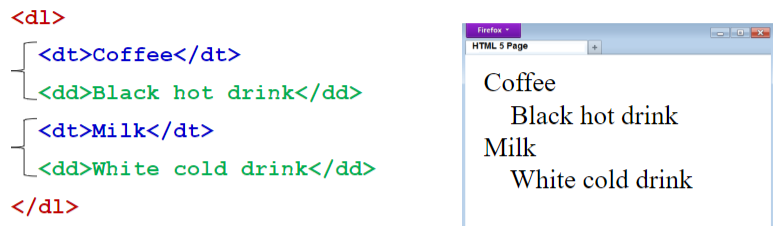 <dl>
<dt>Coffee</dt>
<dd>Black hot drink</dd>
<dt>Milk</dt>
<dd>White cold drink</dd>
</dl>
Firefox
HTML 5 Page
+
Coffee
Black hot drink
Milk
White cold drink